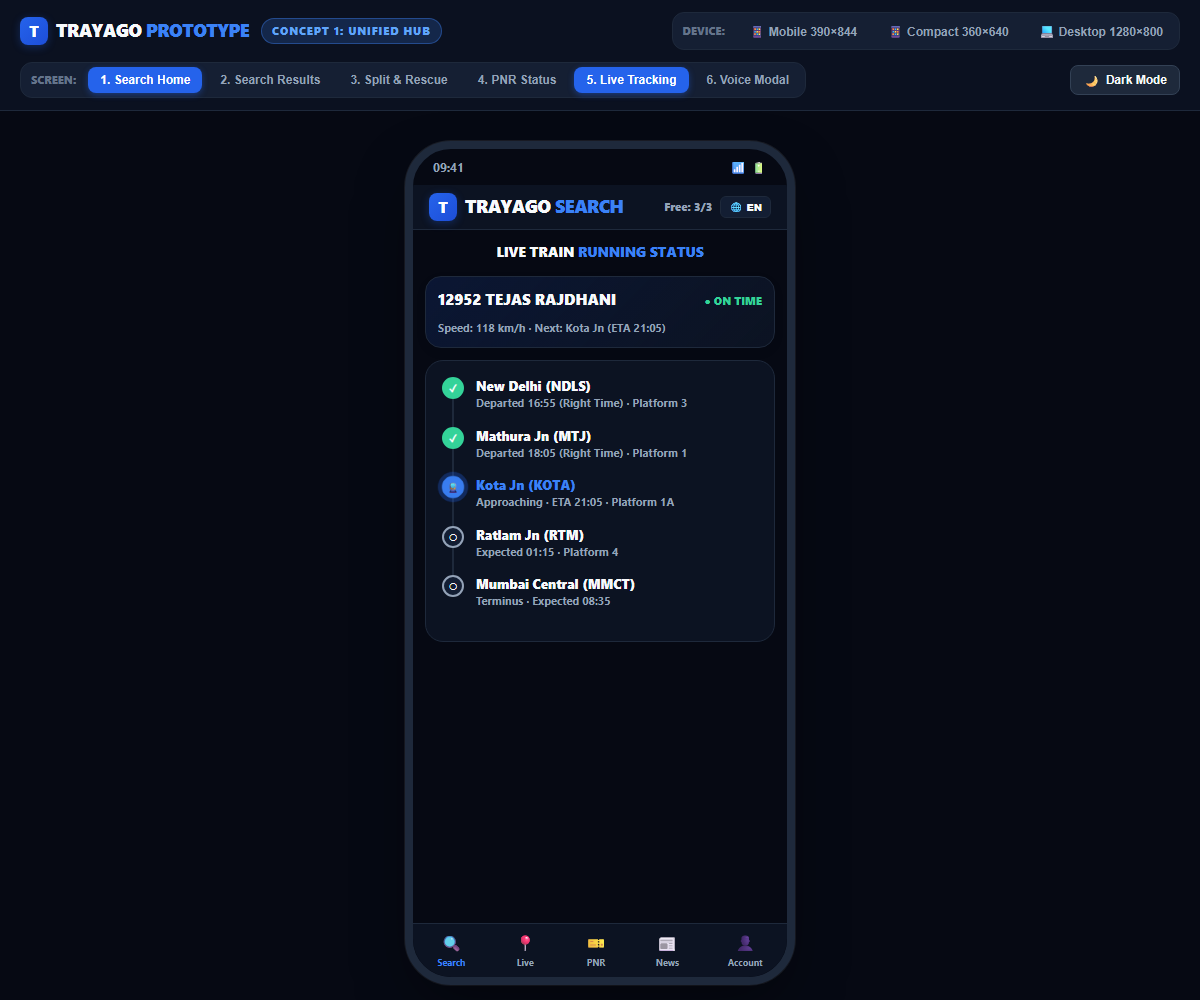 T TRAYAGO PROTOTYPE CONCEPT 1: UNIFIED HUB
DEVICE: Mobile 390×844 Compact 360×640 Desktop 1280×800
SCREEN: 1. Search Home 2. Search Results 3. Split & Rescue 4. PNR Status 5. Live Tracking 6. Voice Modal
Dark Mode
09:41
T TRAYAGO SEARCH Free: 3/3 EN
LIVE TRAIN RUNNING STATUS
12952 TEJAS RAJDHANI • ON TIME
Speed: 118 km/h · Next: Kota Jn (ETA 21:05)
New Delhi (NDLS)
Departed 16:55 (Right Time) · Platform 3
Mathura Jn (MTJ)
Departed 18:05 (Right Time) · Platform 1
Kota Jn (KOTA)
Approaching · ETA 21:05 · Platform 1A
Ratlam Jn (RTM)
Expected 01:15 · Platform 4
Mumbai Central (MMCT)
Terminus · Expected 08:35
Search Live PNR News Account